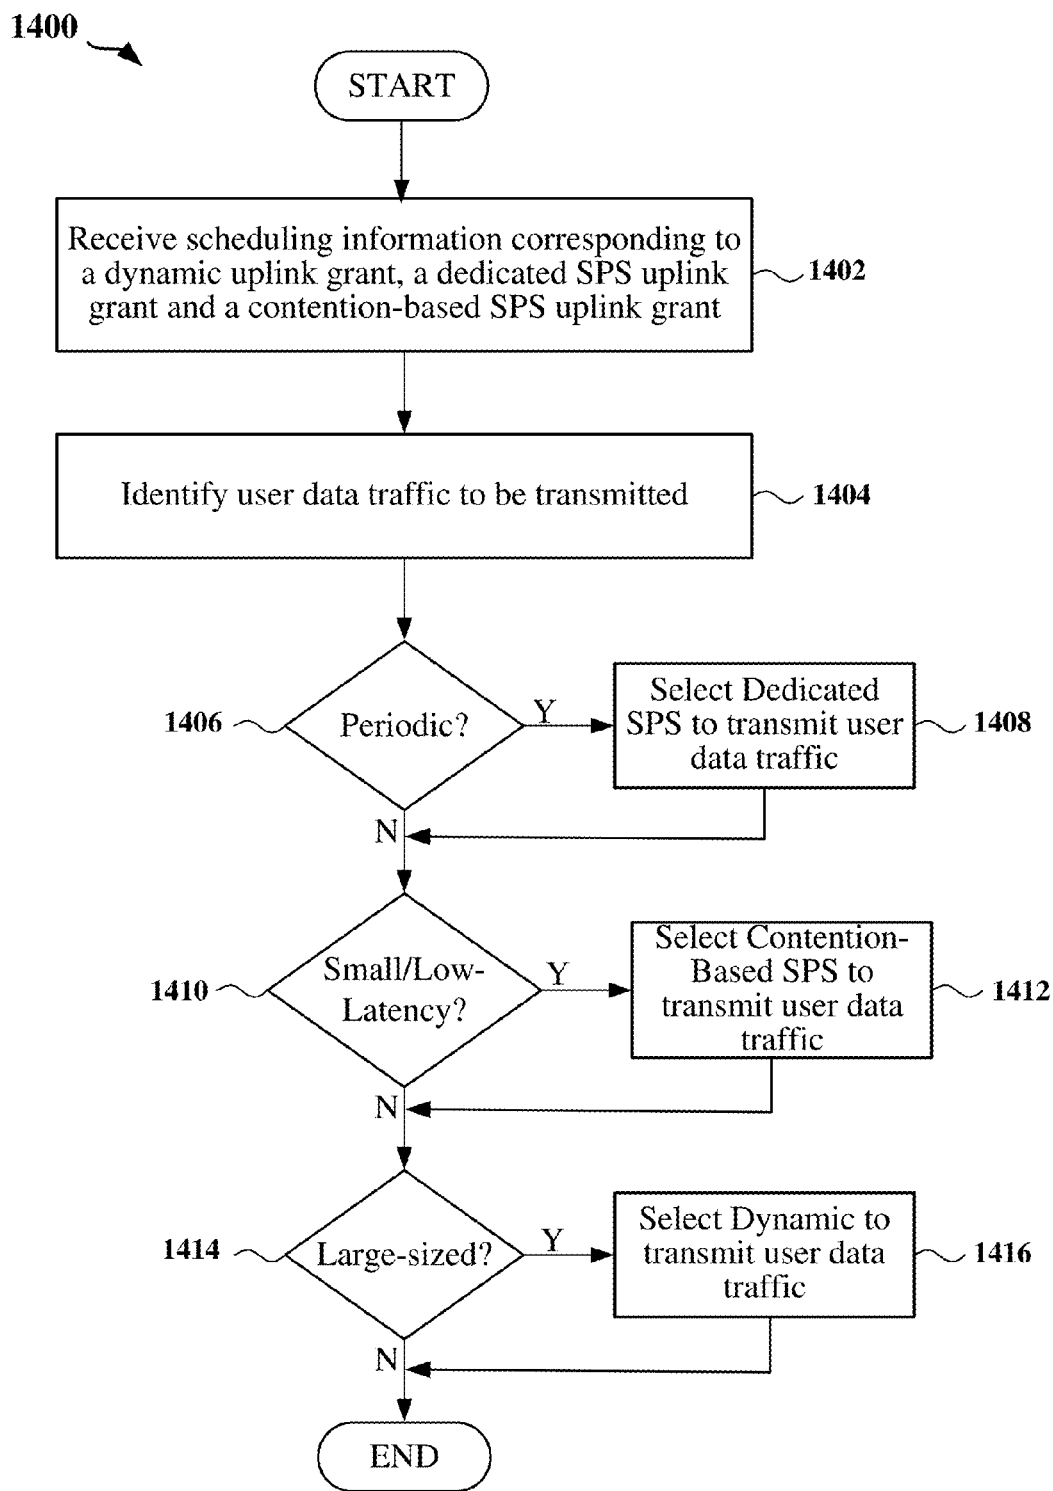 1400
START
Receive scheduling information corresponding to
a dynamic uplink grant, a dedicated SPS uplink
grant and a contention-based SPS uplink grant
1402
Identify user data traffic to be transmitted
1404
1406
Periodic?
Y
Select Dedicated
SPS to transmit user
data traffic
1408
N
1410
Small/Low-
Latency?
Y
Select Contention-
Based SPS to
transmit user data
traffic
1412
N
1414
Large-sized?
Y
Select Dynamic to
transmit user data
traffic
1416
N
END